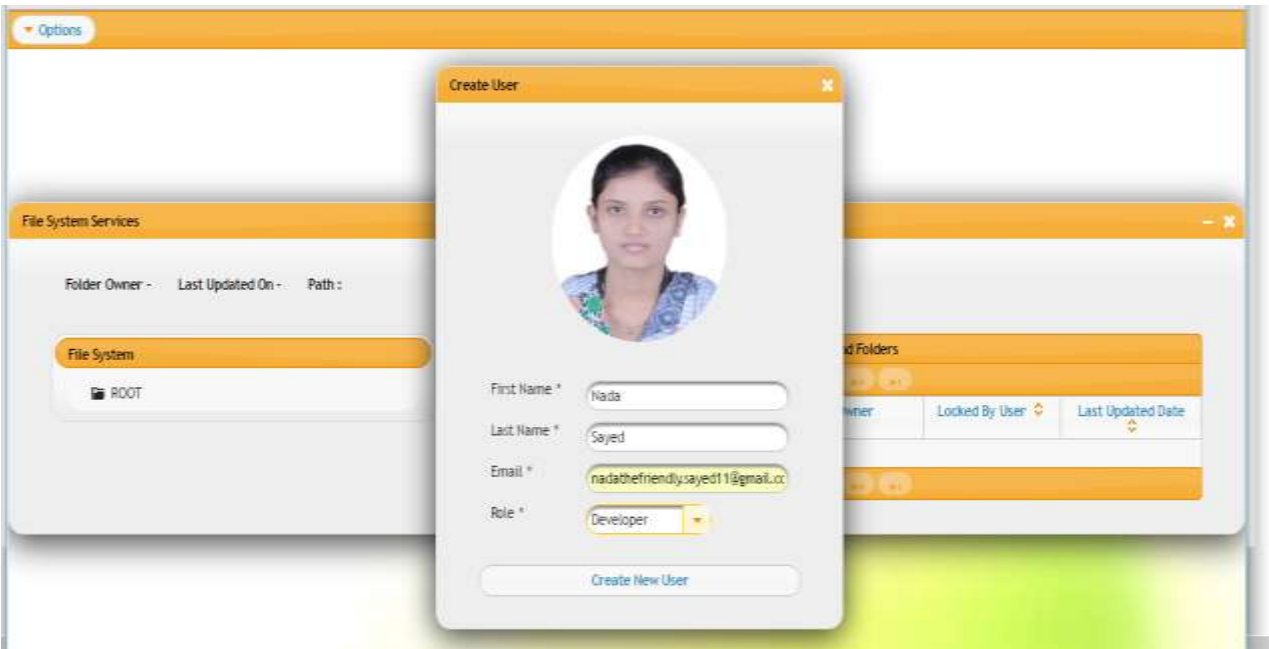 Options
Create User
File System Services
Folder Owner - Last Updated On - Path :
File System
ROOT
First Name * Nada
Last Name * Sayed
Email * nadathefriendly.sayed11@gmail.cc
Role * Developer
Create New User
nd Folders
wner Locked By User Last Updated Date